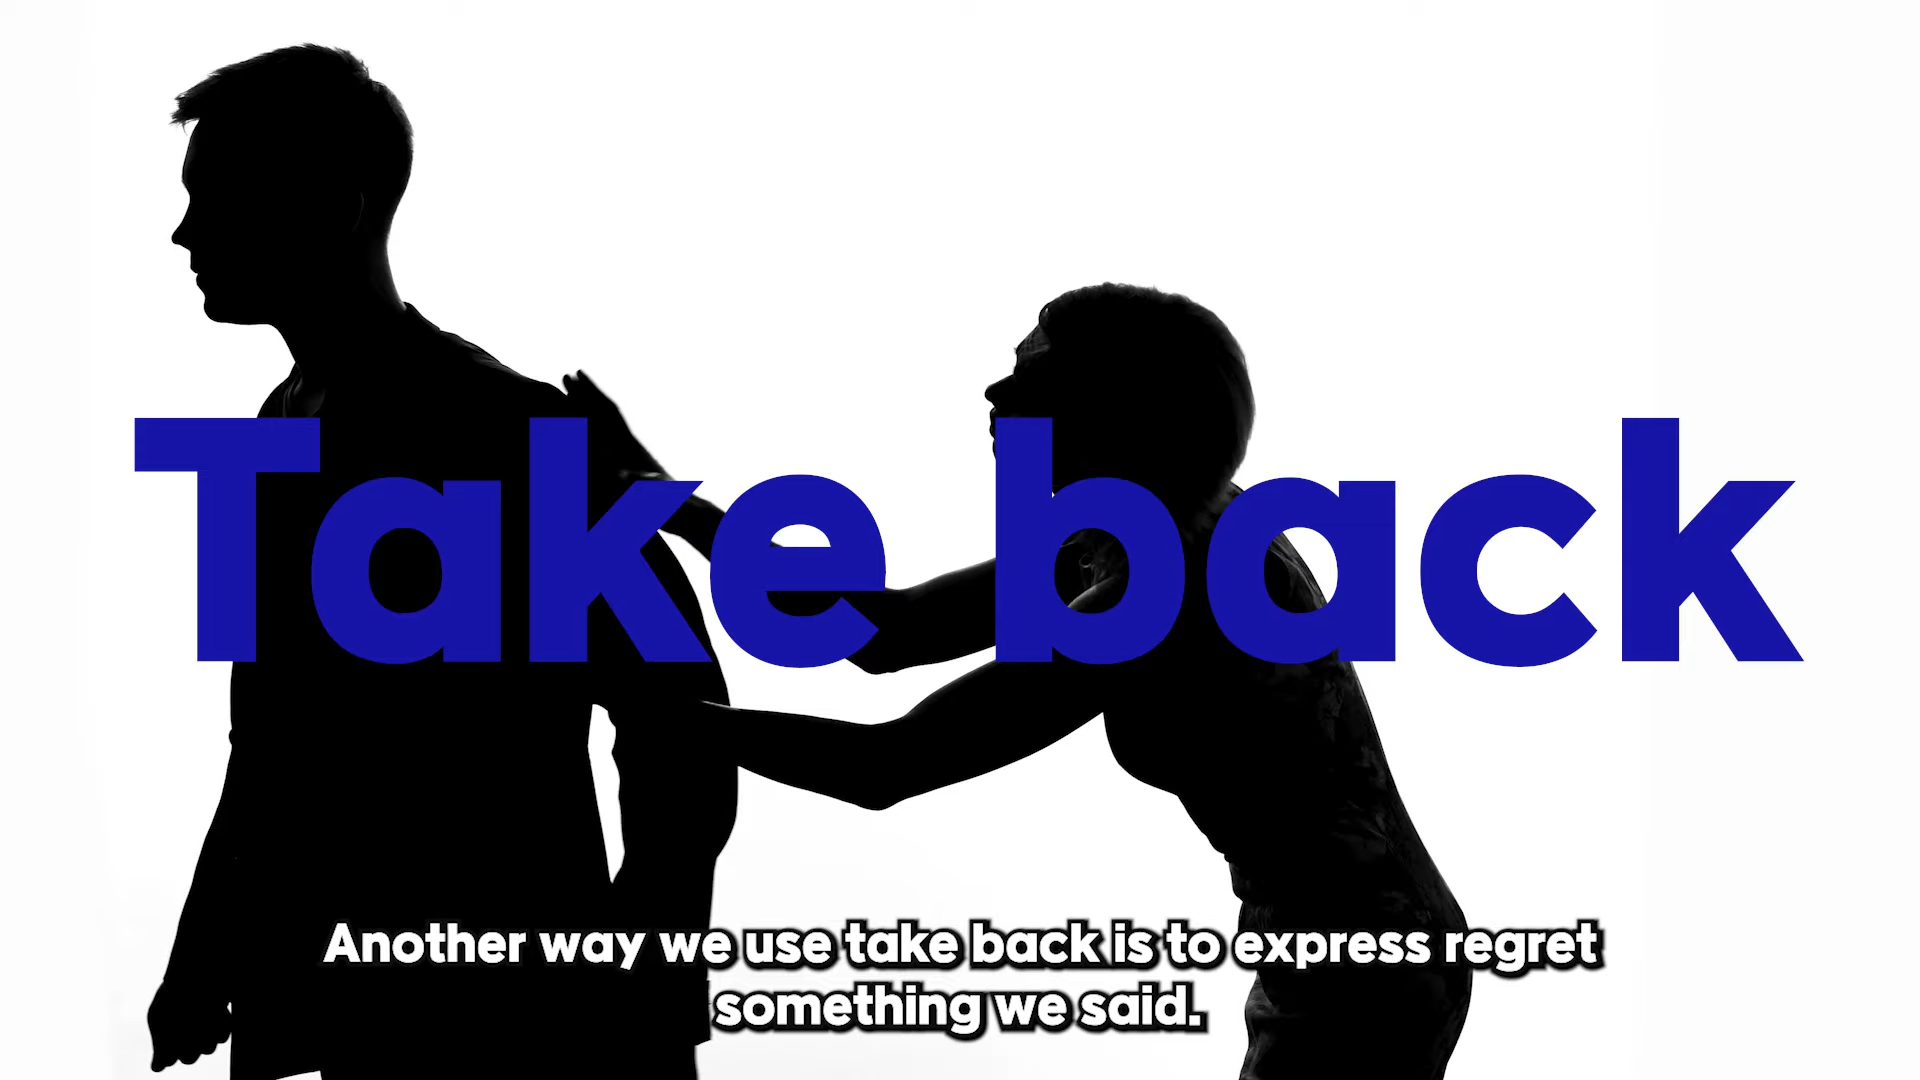 Take back
Another way we use take back is to express regret
something we said.